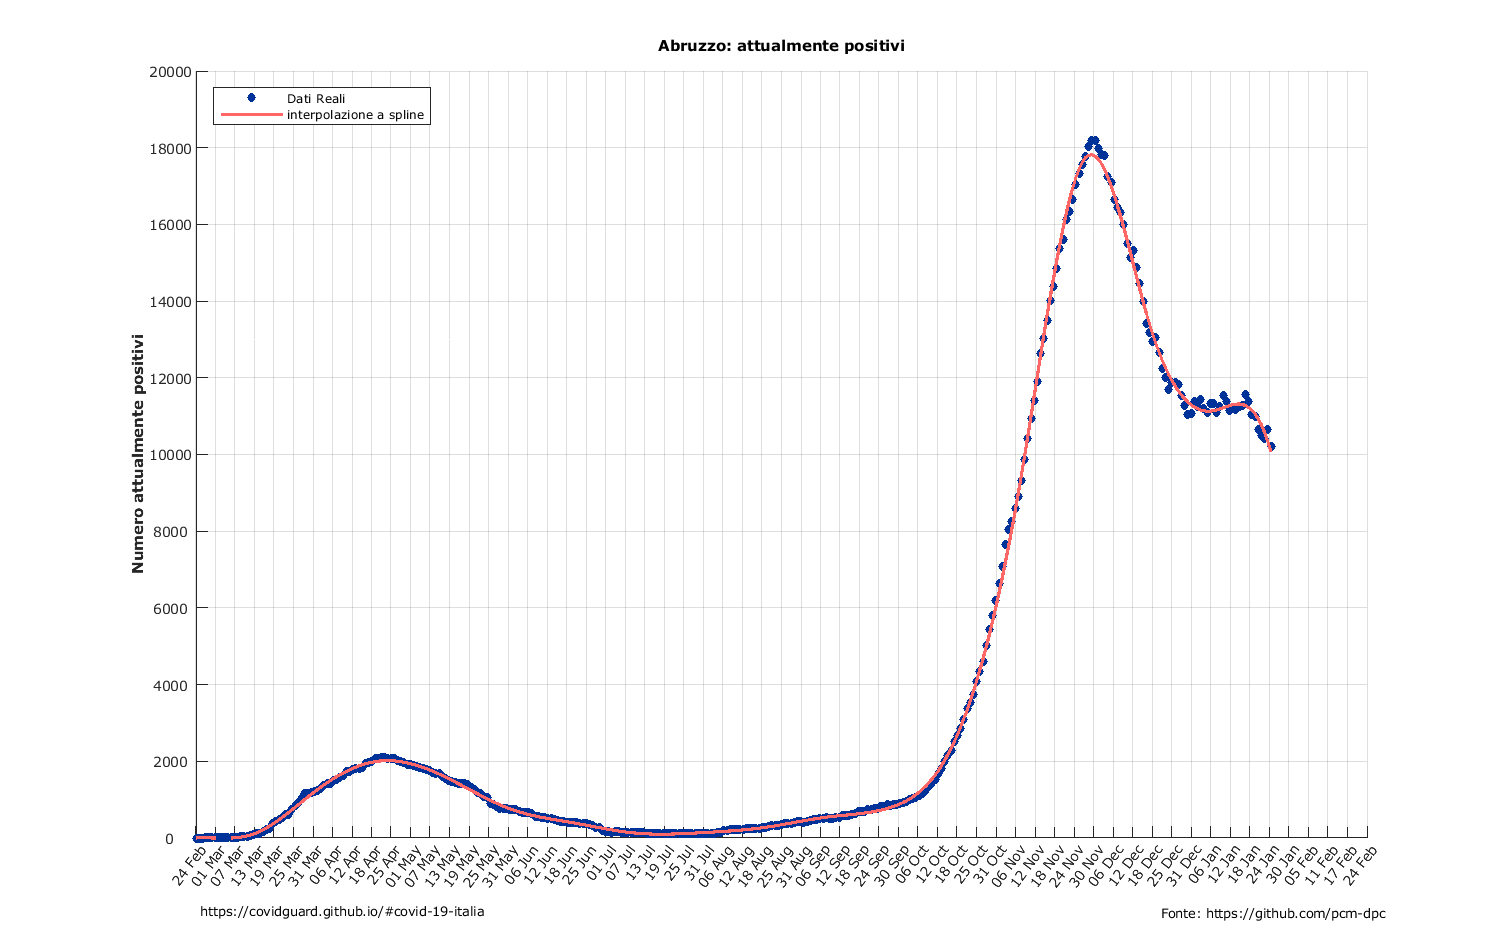 Abruzzo: attualmente positivi
Dati Reali
interpolazione a spline
Numero attualmente positivi
20000
18000
16000
14000
12000
10000
8000
6000
4000
2000
0
24 Feb
01 Mar
07 Mar
13 Mar
19 Mar
25 Mar
31 Mar
06 Apr
12 Apr
18 Apr
25 Apr
01 May
07 May
13 May
19 May
25 May
31 May
06 Jun
12 Jun
18 Jun
25 Jun
01 Jul
07 Jul
13 Jul
19 Jul
25 Jul
31 Jul
06 Aug
12 Aug
18 Aug
25 Aug
31 Aug
06 Sep
12 Sep
18 Sep
24 Sep
30 Sep
06 Oct
12 Oct
18 Oct
25 Oct
31 Oct
06 Nov
12 Nov
18 Nov
24 Nov
30 Nov
06 Dec
12 Dec
18 Dec
25 Dec
31 Dec
06 Jan
12 Jan
18 Jan
24 Jan
30 Jan
05 Feb
11 Feb
17 Feb
24 Feb
https://covidguard.github.io/#covid-19-italia
Fonte: https://github.com/pcm-dpc